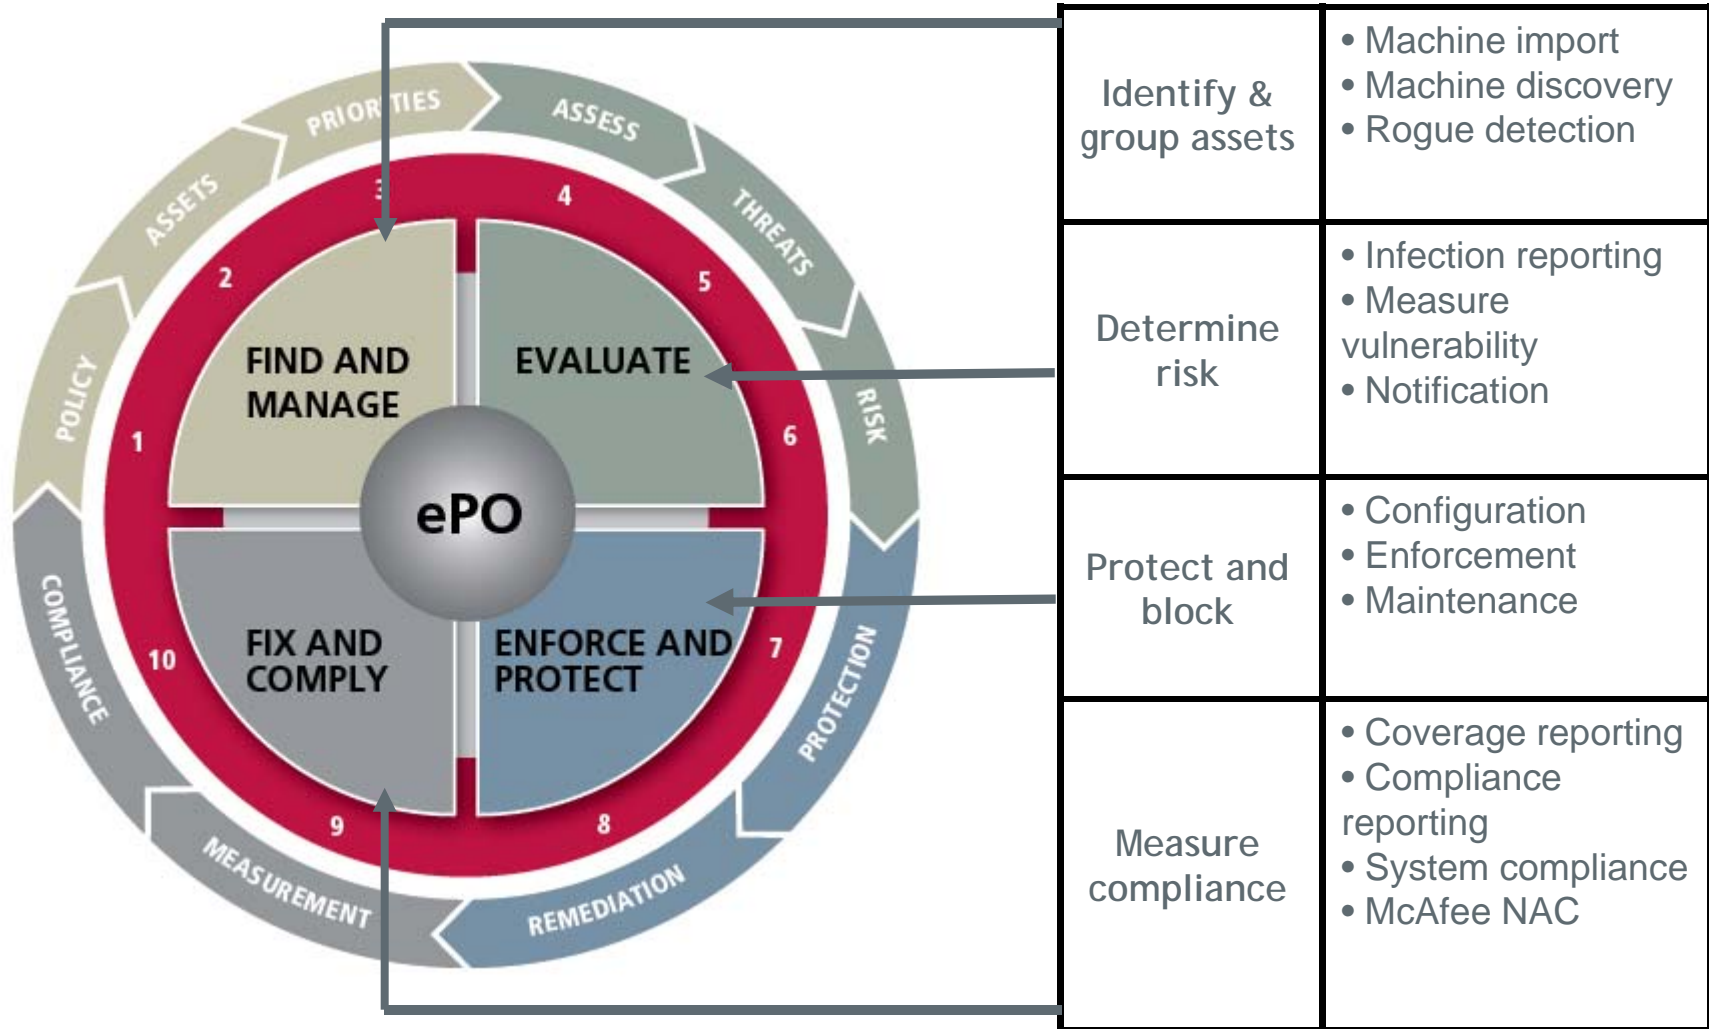 PRIORITIES
ASSESS
ASSETS
THREATS
POLICY
RISK
COMPLIANCE
PROTECTION
MEASUREMENT
REMEDIATION
1
2
3
4
5
6
7
8
9
10
FIND AND
MANAGE
EVALUATE
ePO
FIX AND
COMPLY
ENFORCE AND
PROTECT
Identify &
group assets
• Machine import
• Machine discovery
• Rogue detection
Determine
risk
• Infection reporting
• Measure
vulnerability
• Notification
Protect and
block
• Configuration
• Enforcement
• Maintenance
Measure
compliance
• Coverage reporting
• Compliance
reporting
• System compliance
• McAfee NAC